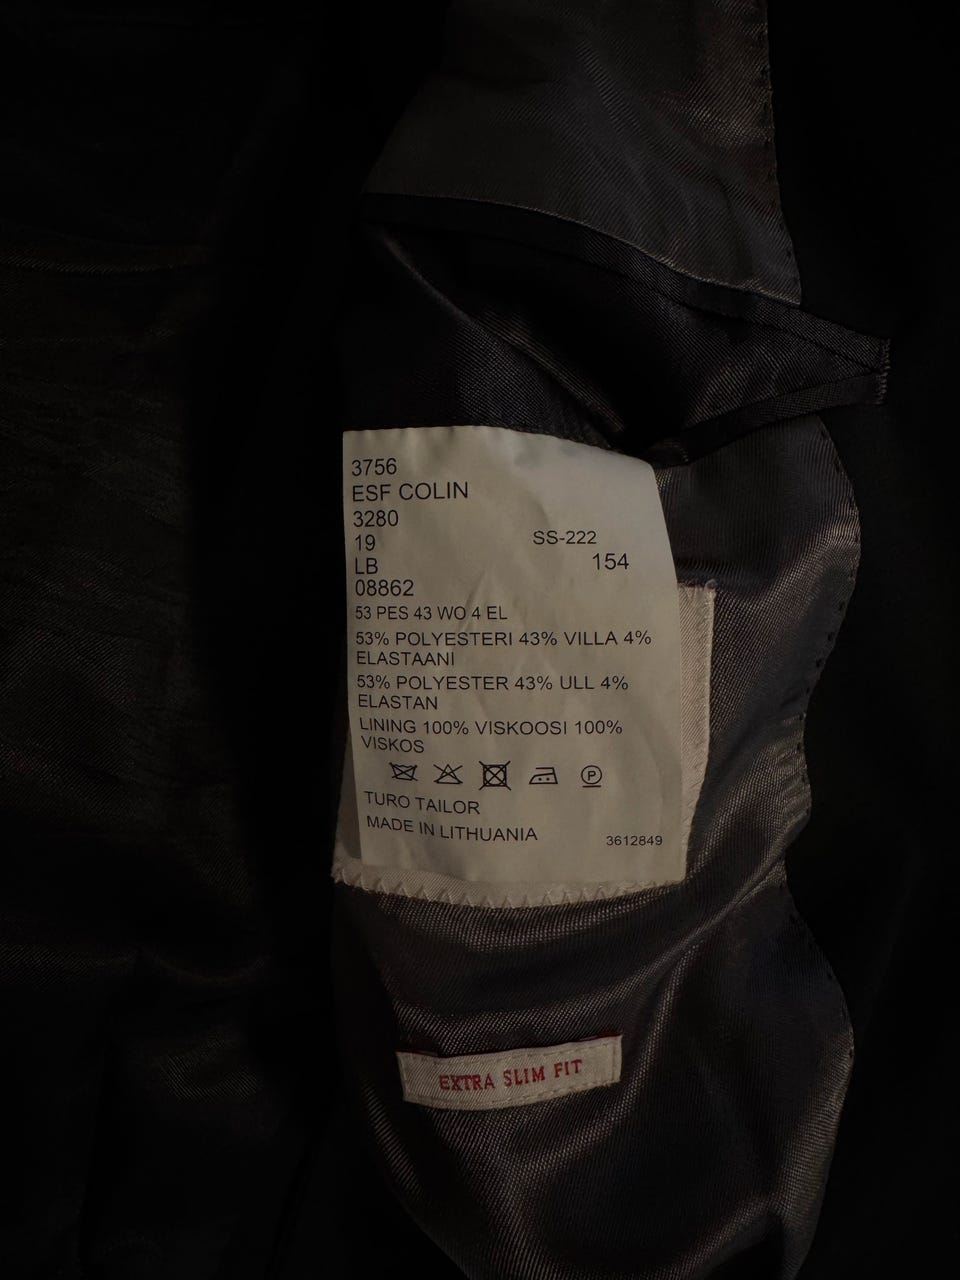 3756
ESF COLIN
3280
19
SS-222
LB
154
08862
53 PES 43 WO 4 EL
53% POLYESTERI 43% VILLA 4%
ELASTAANI
53% POLYESTER 43% ULL 4%
ELASTAN
LINING 100% VISKOOSI 100%
VISKOS
P
TURO TAILOR
MADE IN LITHUANIA
3612849
EXTRA SLIM FIT